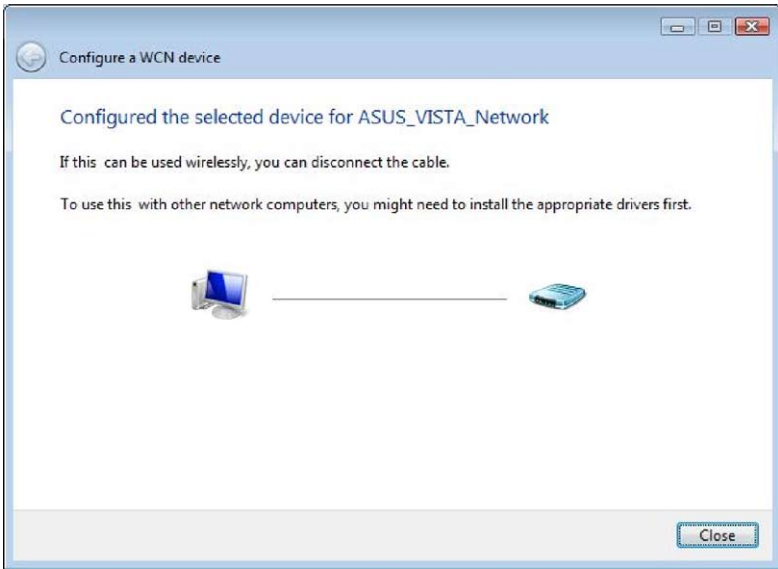 Configure a WCN device
Configured the selected device for ASUS_VISTA_Network
If this can be used wirelessly, you can disconnect the cable.
To use this with other network computers, you might need to install the appropriate drivers first.
Close